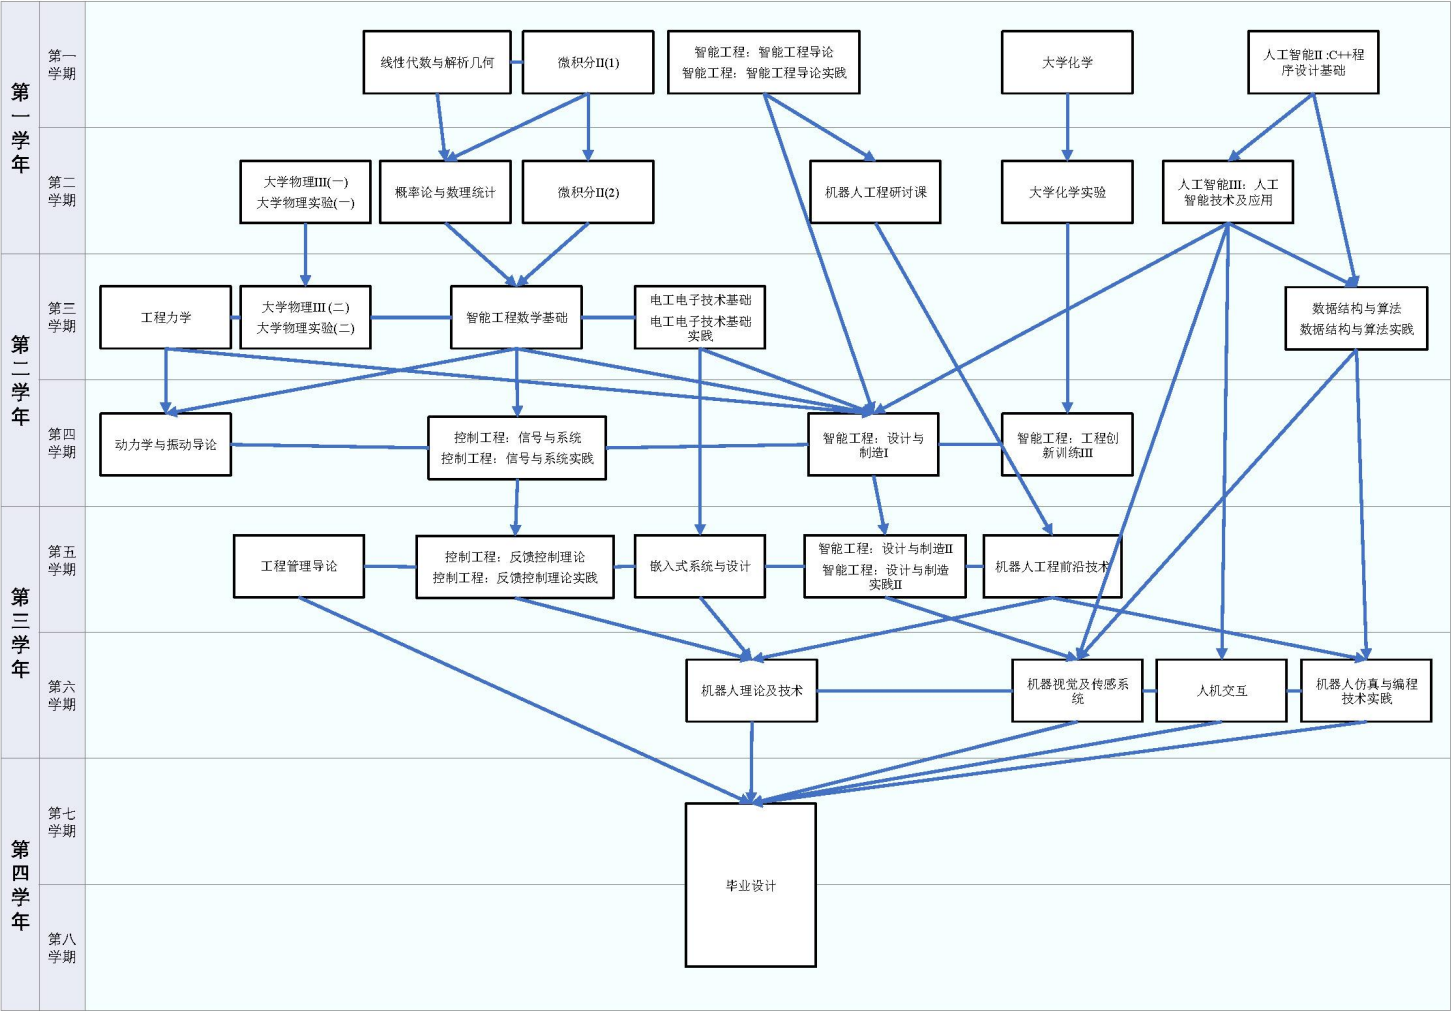 第一学年
第一
学期
线性代数与解析几何
微积分II(1)
智能工程：智能工程导论
智能工程：智能工程导论实践
大学化学
人工智能II :C++程
序设计基础
第二
学期
大学物理III(一)
大学物理实验(一)
概率论与数理统计
微积分II(2)
机器人工程研讨课
大学化学实验
人工智能III：人工
智能技术及应用
第二学年
第三
学期
工程力学
大学物理III (二)
大学物理实验(二)
智能工程数学基础
电工电子技术基础
电工电子技术基础
实践
数据结构与算法
数据结构与算法实践
第四
学期
动力学与振动导论
控制工程：信号与系统
控制工程：信号与系统实践
智能工程：设计与
制造I
智能工程：工程创
新训练III
第三学年
第五
学期
工程管理导论
控制工程：反馈控制理论
控制工程：反馈控制理论实践
嵌入式系统与设计
智能工程：设计与制造II
智能工程：设计与制造
实践II
机器人工程前沿技术
第六
学期
机器人理论及技术
机器视觉及传感系
统
人机交互
机器人仿真与编程
技术实践
第四学年
第七
学期
毕业设计
第八
学期